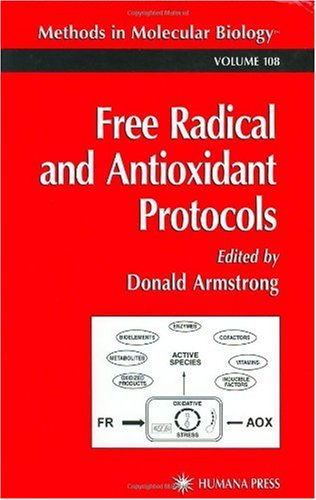 Methods in Molecular Biology™
VOLUME 108
Free Radical
and Antioxidant
Protocols
Edited by
Donald Armstrong
ENZYMES
BIOELEMENTS
COFACTORS
METABOLITES
ACTIVE
SPECIES
VITAMINS
OXIDIZED
PRODUCTS
INDUCIBLE
FACTORS
OXIDATIVE
FR
AOX
STRESS
HUMANA PRESS